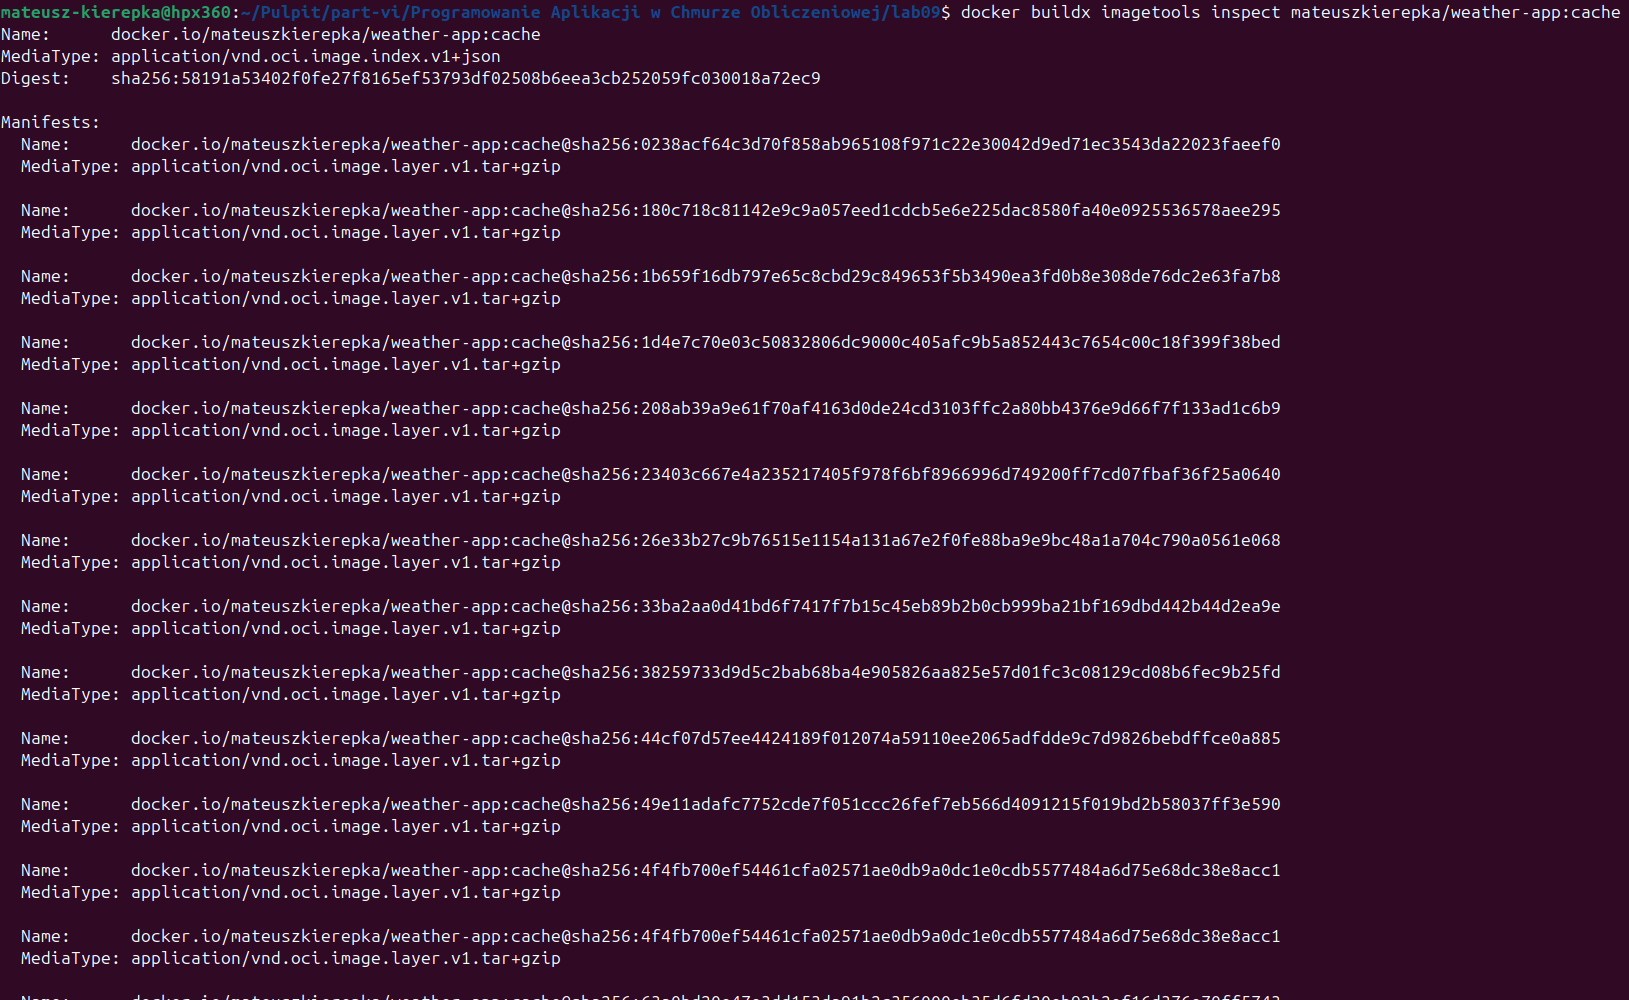 mateusz-kierepka@hpx360:~/Pulpit/part-vi/Programowanie Aplikacji w Chmurze Obliczeniowej/lab09$ docker buildx imagetools inspect mateuszkierepka/weather-app:cache
Name:      docker.io/mateuszkierepka/weather-app:cache
MediaType: application/vnd.oci.image.index.v1+json
Digest:    sha256:58191a53402f0fe27f8165ef53793df02508b6eea3cb252059fc030018a72ec9

Manifests:
  Name:      docker.io/mateuszkierepka/weather-app:cache@sha256:0238acf64c3d70f858ab965108f971c22e30042d9ed71ec3543da22023faeef0
  MediaType: application/vnd.oci.image.layer.v1.tar+gzip

  Name:      docker.io/mateuszkierepka/weather-app:cache@sha256:180c718c81142e9c9a057eed1cdcb5e6e225dac8580fa40e0925536578aee295
  MediaType: application/vnd.oci.image.layer.v1.tar+gzip

  Name:      docker.io/mateuszkierepka/weather-app:cache@sha256:1b659f16db797e65c8cbd29c849653f5b3490ea3fd0b8e308de76dc2e63fa7b8
  MediaType: application/vnd.oci.image.layer.v1.tar+gzip

  Name:      docker.io/mateuszkierepka/weather-app:cache@sha256:1d4e7c70e03c50832806dc9000c405afc9b5a852443c7654c00c18f399f38bed
  MediaType: application/vnd.oci.image.layer.v1.tar+gzip

  Name:      docker.io/mateuszkierepka/weather-app:cache@sha256:208ab39a9e61f70af4163d0de24cd3103ffc2a80bb4376e9d66f7f133ad1c6b9
  MediaType: application/vnd.oci.image.layer.v1.tar+gzip

  Name:      docker.io/mateuszkierepka/weather-app:cache@sha256:23403c667e4a235217405f978f6bf8966996d749200ff7cd07fbaf36f25a0640
  MediaType: application/vnd.oci.image.layer.v1.tar+gzip

  Name:      docker.io/mateuszkierepka/weather-app:cache@sha256:26e33b27c9b76515e1154a131a67e2f0fe88ba9e9bc48a1a704c790a0561e068
  MediaType: application/vnd.oci.image.layer.v1.tar+gzip

  Name:      docker.io/mateuszkierepka/weather-app:cache@sha256:33ba2aa0d41bd6f7417f7b15c45eb89b2b0cb999ba21bf169dbd442b44d2ea9e
  MediaType: application/vnd.oci.image.layer.v1.tar+gzip

  Name:      docker.io/mateuszkierepka/weather-app:cache@sha256:38259733d9d5c2bab68ba4e905826aa825e57d01fc3c08129cd08b6fec9b25fd
  MediaType: application/vnd.oci.image.layer.v1.tar+gzip

  Name:      docker.io/mateuszkierepka/weather-app:cache@sha256:44cf07d57ee4424189f012074a59110ee2065adfdde9c7d9826bebdffce0a885
  MediaType: application/vnd.oci.image.layer.v1.tar+gzip

  Name:      docker.io/mateuszkierepka/weather-app:cache@sha256:49e11adafc7752cde7f051ccc26fef7eb566d4091215f019bd2b58037ff3e590
  MediaType: application/vnd.oci.image.layer.v1.tar+gzip

  Name:      docker.io/mateuszkierepka/weather-app:cache@sha256:4f4fb700ef54461cfa02571ae0db9a0dc1e0cdb5577484a6d75e68dc38e8acc1
  MediaType: application/vnd.oci.image.layer.v1.tar+gzip

  Name:      docker.io/mateuszkierepka/weather-app:cache@sha256:4f4fb700ef54461cfa02571ae0db9a0dc1e0cdb5577484a6d75e68dc38e8acc1
  MediaType: application/vnd.oci.image.layer.v1.tar+gzip